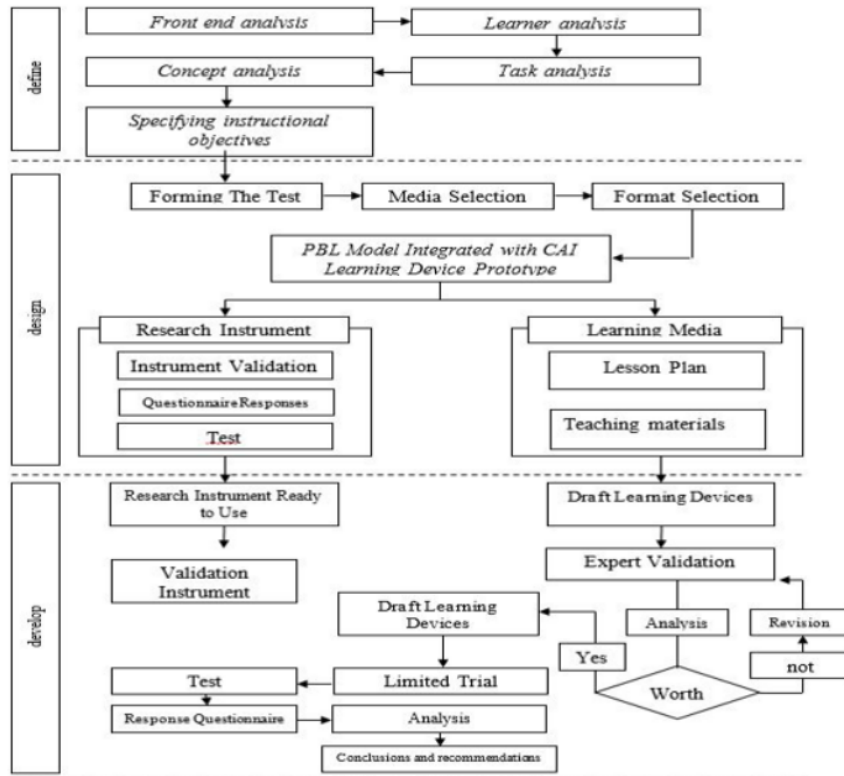 define
Front end analysis
Learner analysis
Concept analysis
Task analysis
Specifying instructional
objectives
design
Forming The Test
Media Selection
Format Selection
PBL Model Integrated with CAI
Learning Device Prototype
Research Instrument
Learning Media
Instrument Validation
Lesson Plan
Questionnaire Responses
Teaching materials
Test
develop
Research Instrument Ready
to Use
Draft Learning Devices
Validation
Instrument
Expert Validation
Draft Learning
Devices
Analysis
Revision
Yes
not
Test
Limited Trial
Worth
Response Questionnaire
Analysis
Conclusions and recommendations